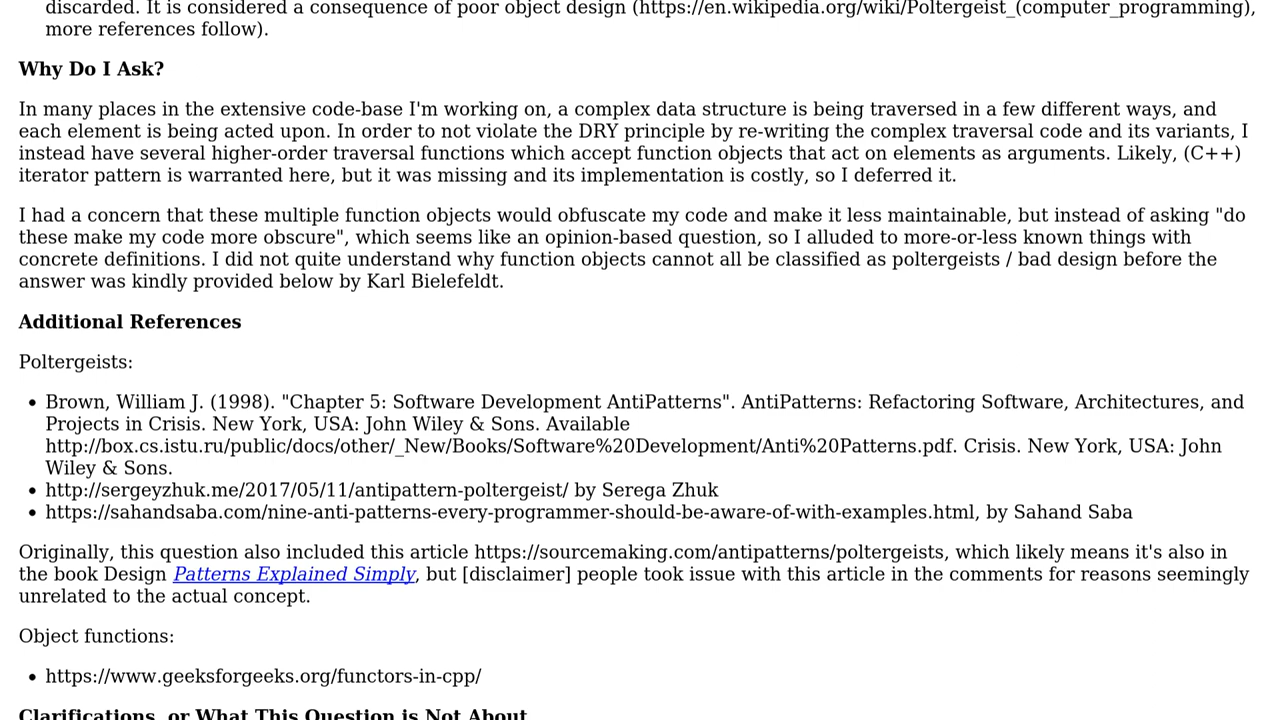 discarded. It is considered a consequence of poor object design (https://en.wikipedia.org/wiki/Poltergeist_(computer_programming),
more references follow).
Why Do I Ask?
In many places in the extensive code-base I'm working on, a complex data structure is being traversed in a few different ways, and
each element is being acted upon. In order to not violate the DRY principle by re-writing the complex traversal code and its variants, I
instead have several higher-order traversal functions which accept function objects that act on elements as arguments. Likely, (C++)
iterator pattern is warranted here, but it was missing and its implementation is costly, so I deferred it.
I had a concern that these multiple function objects would obfuscate my code and make it less maintainable, but instead of asking "do
these make my code more obscure", which seems like an opinion-based question, so I alluded to more-or-less known things with
concrete definitions. I did not quite understand why function objects cannot all be classified as poltergeists / bad design before the
answer was kindly provided below by Karl Bielefeldt.
Additional References
Poltergeists:
• Brown, William J. (1998). "Chapter 5: Software Development AntiPatterns". AntiPatterns: Refactoring Software, Architectures, and
Projects in Crisis. New York, USA: John Wiley & Sons. Available
http://box.cs.istu.ru/public/docs/other/_New/Books/Software%20Development/Anti%20Patterns.pdf. Crisis. New York, USA: John
Wiley & Sons.
• http://sergeyzhuk.me/2017/05/11/antipattern-poltergeist/ by Serega Zhuk
• https://sahandsaba.com/nine-anti-patterns-every-programmer-should-be-aware-of-with-examples.html, by Sahand Saba
Originally, this question also included this article https://sourcemaking.com/antipatterns/poltergeists, which likely means it's also in
the book Design Patterns Explained Simply, but [disclaimer] people took issue with this article in the comments for reasons seemingly
unrelated to the actual concept.
Object functions:
• https://www.geeksforgeeks.org/functors-in-cpp/
Clarifications, or What This Question is Not About